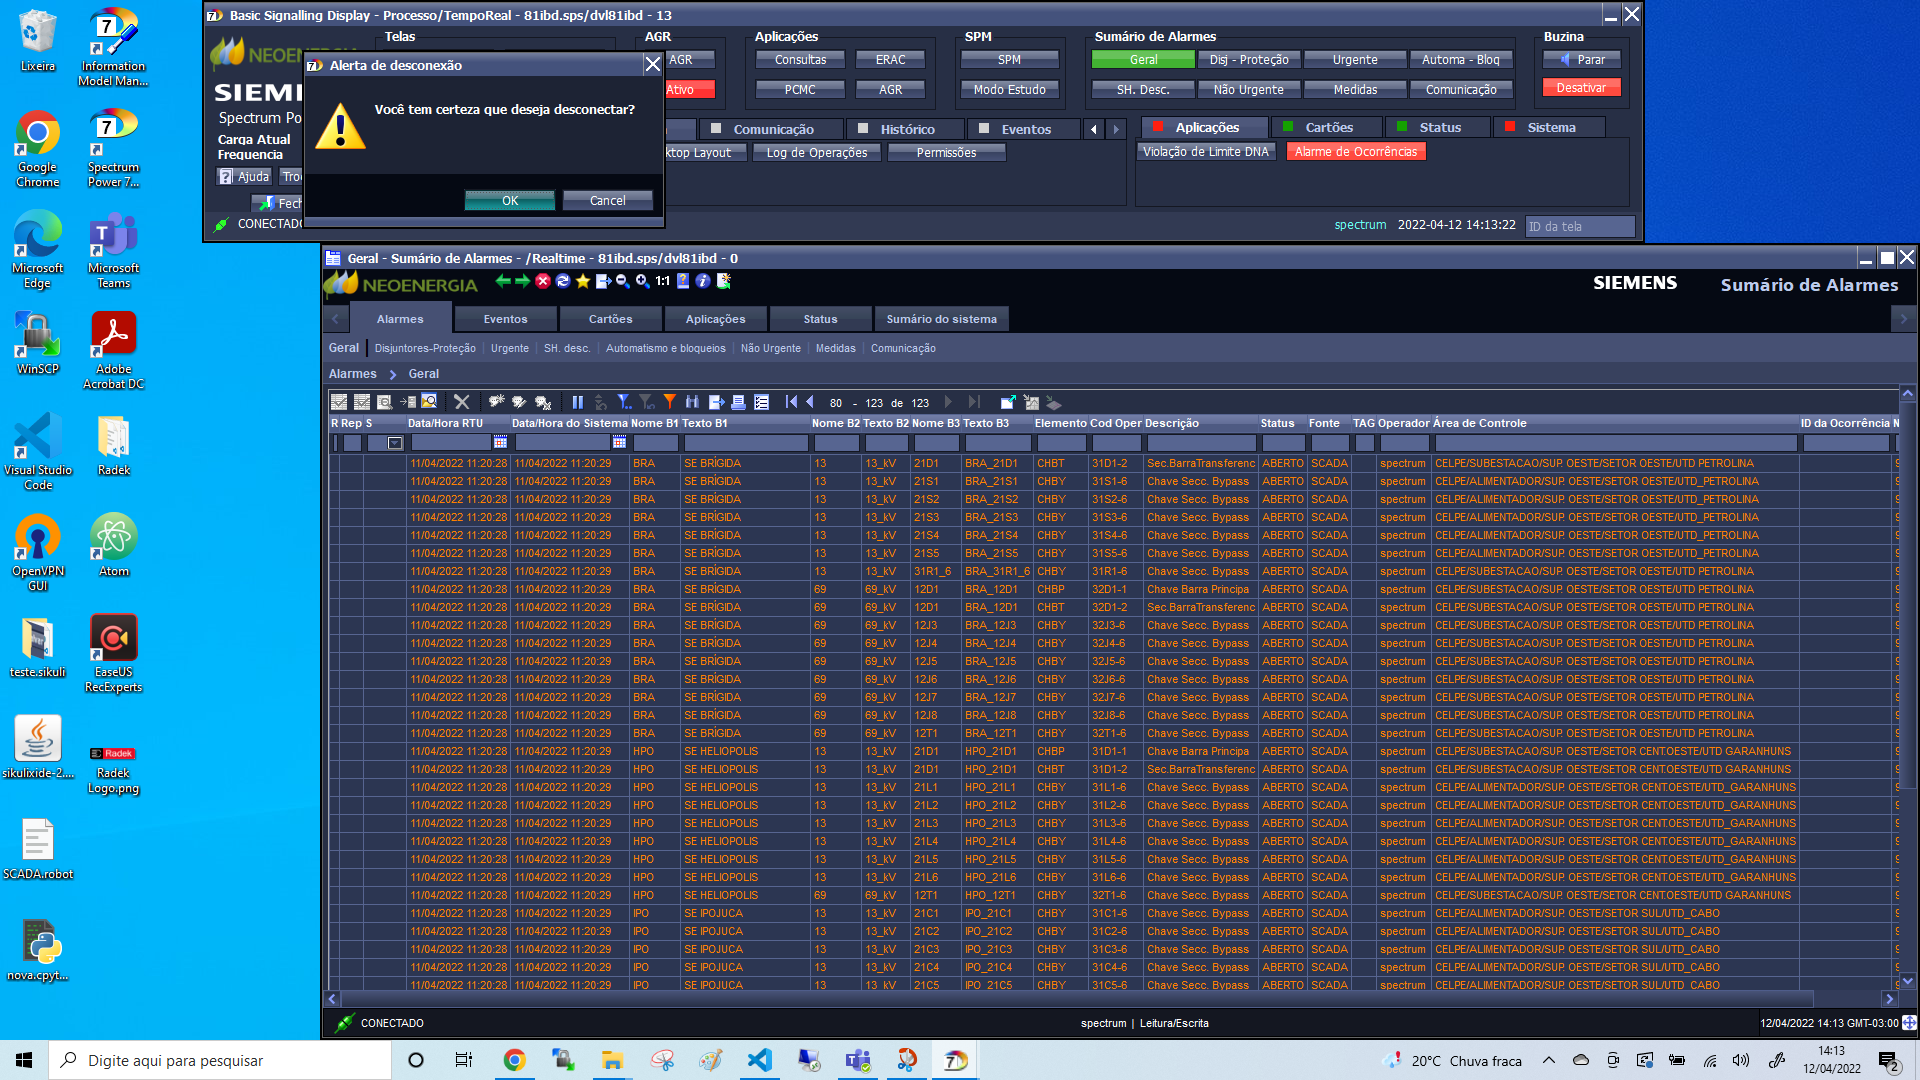 Lixeira
Information
Model Man...
Google
Chrome
Spectrum
Power 7...
Microsoft
Edge
Microsoft
Teams
WinSCP
Adobe
Acrobat DC
Visual Studio
Code
Radek
OpenVPN
GUI
Atom
teste.sikuli
EaseUS
RecExperts
sikulixide-2....
Radek
Logo.png
SCADA.robot
nova.cpyt...
Basic Signalling Display - Processo/TempoReal - 81ibd.sps/dvl81ibd - 13
Telas
AGR
Aplicações
SPM
Sumário de Alarmes
Buzina
AGR
Consultas
ERAC
SPM
Geral
Disj - Proteção
Urgente
Automa - Bloq
Parar
Ativo
PCMC
AGR
Modo Estudo
SH. Desc.
Não Urgente
Medidas
Comunicação
Desativar
Carga Atual
Frequencia
Ajuda
Comunicação
Histórico
Eventos
Aplicações
Cartões
Status
Sistema
Log de Operações
Permissões
Violação de Limite DNA
Alarme de Ocorrências
spectrum 2022-04-12 14:13:22 ID da tela
Alerta de desconexão
Você tem certeza que deseja desconectar?
OK
Cancel
Geral - Sumário de Alarmes - /Realtime - 81ibd.sps/dvl81ibd - 0
NEOENERGIA
1:1
SIEMENS
Sumário de Alarmes
Alarmes
Eventos
Cartões
Aplicações
Status
Sumário do sistema
Geral Disjuntores-Proteção Urgente SH. desc. Automatismo e bloqueios Não Urgente Medidas Comunicação
Alarmes Geral
80 - 123 de 123
R Rep S Data/Hora RTU Data/Hora do Sistema Nome B1 Texto B1 Nome B2 Texto B2 Nome B3 Texto B3 Elemento Cod Oper Descrição Status Fonte TAG Operador Área de Controle ID da Ocorrência
11/04/2022 11:20:28 11/04/2022 11:20:29 BRA SE BRÍGIDA 13 13_kV 21D1 BRA_21D1 CHBT 31D1-2 Sec.BarraTransferenc ABERTO SCADA spectrum CELPE/SUBESTACAO/SUP. OESTE/SETOR OESTE/UTD PETROLINA
11/04/2022 11:20:28 11/04/2022 11:20:29 BRA SE BRÍGIDA 13 13_kV 21S1 BRA_21S1 CHBY 31S1-6 Chave Secc. Bypass ABERTO SCADA spectrum CELPE/ALIMENTADOR/SUP. OESTE/SETOR OESTE/UTD_PETROLINA
11/04/2022 11:20:28 11/04/2022 11:20:29 BRA SE BRÍGIDA 13 13_kV 21S2 BRA_21S2 CHBY 31S2-6 Chave Secc. Bypass ABERTO SCADA spectrum CELPE/ALIMENTADOR/SUP. OESTE/SETOR OESTE/UTD_PETROLINA
11/04/2022 11:20:28 11/04/2022 11:20:29 BRA SE BRÍGIDA 13 13_kV 21S3 BRA_21S3 CHBY 31S3-6 Chave Secc. Bypass ABERTO SCADA spectrum CELPE/ALIMENTADOR/SUP. OESTE/SETOR OESTE/UTD_PETROLINA
11/04/2022 11:20:28 11/04/2022 11:20:29 BRA SE BRÍGIDA 13 13_kV 21S4 BRA_21S4 CHBY 31S4-6 Chave Secc. Bypass ABERTO SCADA spectrum CELPE/ALIMENTADOR/SUP. OESTE/SETOR OESTE/UTD_PETROLINA
11/04/2022 11:20:28 11/04/2022 11:20:29 BRA SE BRÍGIDA 13 13_kV 21S5 BRA_21S5 CHBY 31S5-6 Chave Secc. Bypass ABERTO SCADA spectrum CELPE/ALIMENTADOR/SUP. OESTE/SETOR OESTE/UTD_PETROLINA
11/04/2022 11:20:28 11/04/2022 11:20:29 BRA SE BRÍGIDA 13 13_kV 31R1_6 BRA_31R1_6 CHBY 31R1-6 Chave Secc. Bypass ABERTO SCADA spectrum CELPE/SUBESTACAO/SUP. OESTE/SETOR OESTE/UTD PETROLINA
11/04/2022 11:20:28 11/04/2022 11:20:29 BRA SE BRÍGIDA 69 69_kV 12D1 BRA_12D1 CHBP 32D1-1 Chave Barra Principa ABERTO SCADA spectrum CELPE/SUBESTACAO/SUP. OESTE/SETOR OESTE/UTD PETROLINA
11/04/2022 11:20:28 11/04/2022 11:20:29 BRA SE BRÍGIDA 69 69_kV 12D1 BRA_12D1 CHBT 32D1-2 Sec.BarraTransferenc ABERTO SCADA spectrum CELPE/SUBESTACAO/SUP. OESTE/SETOR OESTE/UTD PETROLINA
11/04/2022 11:20:28 11/04/2022 11:20:29 BRA SE BRÍGIDA 69 69_kV 12J3 BRA_12J3 CHBY 32J3-6 Chave Secc. Bypass ABERTO SCADA spectrum CELPE/SUBESTACAO/SUP. OESTE/SETOR OESTE/UTD PETROLINA
11/04/2022 11:20:28 11/04/2022 11:20:29 BRA SE BRÍGIDA 69 69_kV 12J4 BRA_12J4 CHBY 32J4-6 Chave Secc. Bypass ABERTO SCADA spectrum CELPE/SUBESTACAO/SUP. OESTE/SETOR OESTE/UTD PETROLINA
11/04/2022 11:20:28 11/04/2022 11:20:29 BRA SE BRÍGIDA 69 69_kV 12J5 BRA_12J5 CHBY 32J5-6 Chave Secc. Bypass ABERTO SCADA spectrum CELPE/SUBESTACAO/SUP. OESTE/SETOR OESTE/UTD PETROLINA
11/04/2022 11:20:28 11/04/2022 11:20:29 BRA SE BRÍGIDA 69 69_kV 12J6 BRA_12J6 CHBY 32J6-6 Chave Secc. Bypass ABERTO SCADA spectrum CELPE/SUBESTACAO/SUP. OESTE/SETOR OESTE/UTD PETROLINA
11/04/2022 11:20:28 11/04/2022 11:20:29 BRA SE BRÍGIDA 69 69_kV 12J7 BRA_12J7 CHBY 32J7-6 Chave Secc. Bypass ABERTO SCADA spectrum CELPE/SUBESTACAO/SUP. OESTE/SETOR OESTE/UTD PETROLINA
11/04/2022 11:20:28 11/04/2022 11:20:29 BRA SE BRÍGIDA 69 69_kV 12J8 BRA_12J8 CHBY 32J8-6 Chave Secc. Bypass ABERTO SCADA spectrum CELPE/SUBESTACAO/SUP. OESTE/SETOR OESTE/UTD PETROLINA
11/04/2022 11:20:28 11/04/2022 11:20:29 BRA SE BRÍGIDA 69 69_kV 12T1 BRA_12T1 CHBY 32T1-6 Chave Secc. Bypass ABERTO SCADA spectrum CELPE/SUBESTACAO/SUP. OESTE/SETOR OESTE/UTD PETROLINA
11/04/2022 11:20:28 11/04/2022 11:20:29 HPO SE HELIOPOLIS 13 13_kV 21D1 HPO_21D1 CHBP 31D1-1 Chave Barra Principa ABERTO SCADA spectrum CELPE/SUBESTACAO/SUP. OESTE/SETOR CENT.OESTE/UTD GARANHUNS
11/04/2022 11:20:28 11/04/2022 11:20:29 HPO SE HELIOPOLIS 13 13_kV 21D1 HPO_21D1 CHBT 31D1-2 Sec.BarraTransferenc ABERTO SCADA spectrum CELPE/SUBESTACAO/SUP. OESTE/SETOR CENT.OESTE/UTD GARANHUNS
11/04/2022 11:20:28 11/04/2022 11:20:29 HPO SE HELIOPOLIS 13 13_kV 21L1 HPO_21L1 CHBY 31L1-6 Chave Secc. Bypass ABERTO SCADA spectrum CELPE/ALIMENTADOR/SUP. OESTE/SETOR CENT.OESTE/UTD_GARANHUNS
11/04/2022 11:20:28 11/04/2022 11:20:29 HPO SE HELIOPOLIS 13 13_kV 21L2 HPO_21L2 CHBY 31L2-6 Chave Secc. Bypass ABERTO SCADA spectrum CELPE/ALIMENTADOR/SUP. OESTE/SETOR CENT.OESTE/UTD_GARANHUNS
11/04/2022 11:20:28 11/04/2022 11:20:29 HPO SE HELIOPOLIS 13 13_kV 21L3 HPO_21L3 CHBY 31L3-6 Chave Secc. Bypass ABERTO SCADA spectrum CELPE/ALIMENTADOR/SUP. OESTE/SETOR CENT.OESTE/UTD_GARANHUNS
11/04/2022 11:20:28 11/04/2022 11:20:29 HPO SE HELIOPOLIS 13 13_kV 21L4 HPO_21L4 CHBY 31L4-6 Chave Secc. Bypass ABERTO SCADA spectrum CELPE/ALIMENTADOR/SUP. OESTE/SETOR CENT.OESTE/UTD_GARANHUNS
11/04/2022 11:20:28 11/04/2022 11:20:29 HPO SE HELIOPOLIS 13 13_kV 21L5 HPO_21L5 CHBY 31L5-6 Chave Secc. Bypass ABERTO SCADA spectrum CELPE/ALIMENTADOR/SUP. OESTE/SETOR CENT.OESTE/UTD_GARANHUNS
11/04/2022 11:20:28 11/04/2022 11:20:29 HPO SE HELIOPOLIS 13 13_kV 21L6 HPO_21L6 CHBY 31L6-6 Chave Secc. Bypass ABERTO SCADA spectrum CELPE/ALIMENTADOR/SUP. OESTE/SETOR CENT.OESTE/UTD_GARANHUNS
11/04/2022 11:20:28 11/04/2022 11:20:29 HPO SE HELIOPOLIS 69 69_kV 12T1 HPO_12T1 CHBY 32T1-6 Chave Secc. Bypass ABERTO SCADA spectrum CELPE/SUBESTACAO/SUP. OESTE/SETOR CENT.OESTE/UTD GARANHUNS
11/04/2022 11:20:28 11/04/2022 11:20:29 IPO SE IPOJUCA 13 13_kV 21C1 IPO_21C1 CHBY 31C1-6 Chave Secc. Bypass ABERTO SCADA spectrum CELPE/ALIMENTADOR/SUP. OESTE/SETOR SUL/UTD_CABO
11/04/2022 11:20:28 11/04/2022 11:20:29 IPO SE IPOJUCA 13 13_kV 21C2 IPO_21C2 CHBY 31C2-6 Chave Secc. Bypass ABERTO SCADA spectrum CELPE/ALIMENTADOR/SUP. OESTE/SETOR SUL/UTD_CABO
11/04/2022 11:20:28 11/04/2022 11:20:29 IPO SE IPOJUCA 13 13_kV 21C3 IPO_21C3 CHBY 31C3-6 Chave Secc. Bypass ABERTO SCADA spectrum CELPE/ALIMENTADOR/SUP. OESTE/SETOR SUL/UTD_CABO
11/04/2022 11:20:28 11/04/2022 11:20:29 IPO SE IPOJUCA 13 13_kV 21C4 IPO_21C4 CHBY 31C4-6 Chave Secc. Bypass ABERTO SCADA spectrum CELPE/ALIMENTADOR/SUP. OESTE/SETOR SUL/UTD_CABO
11/04/2022 11:20:28 11/04/2022 11:20:29 IPO SE IPOJUCA 13 13_kV 21C5 IPO_21C5 CHBY 31C5-6 Chave Secc. Bypass ABERTO SCADA spectrum CELPE/ALIMENTADOR/SUP. OESTE/SETOR SUL/UTD_CABO
CONECTADO
spectrum | Leitura/Escrita
12/04/2022 14:13 GMT-03:00
Digite aqui para pesquisar
20°C Chuva fraca
14:13
12/04/2022
2